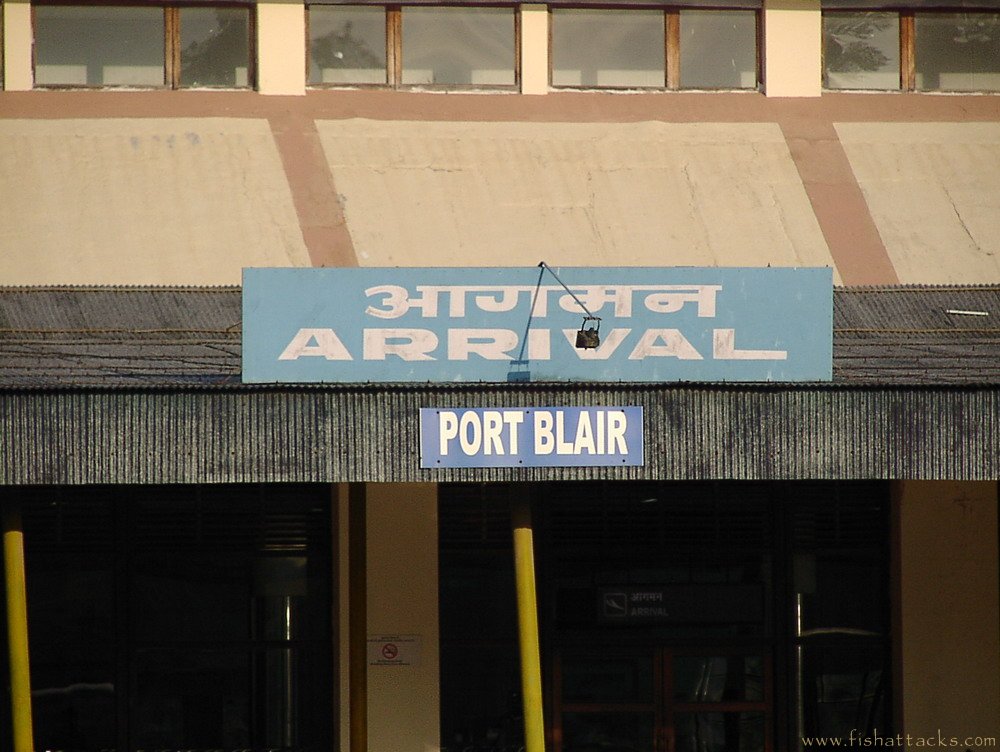 आगमन
ARRIVAL
PORT BLAIR
आगमन
ARRIVAL
www.fishattacks.com